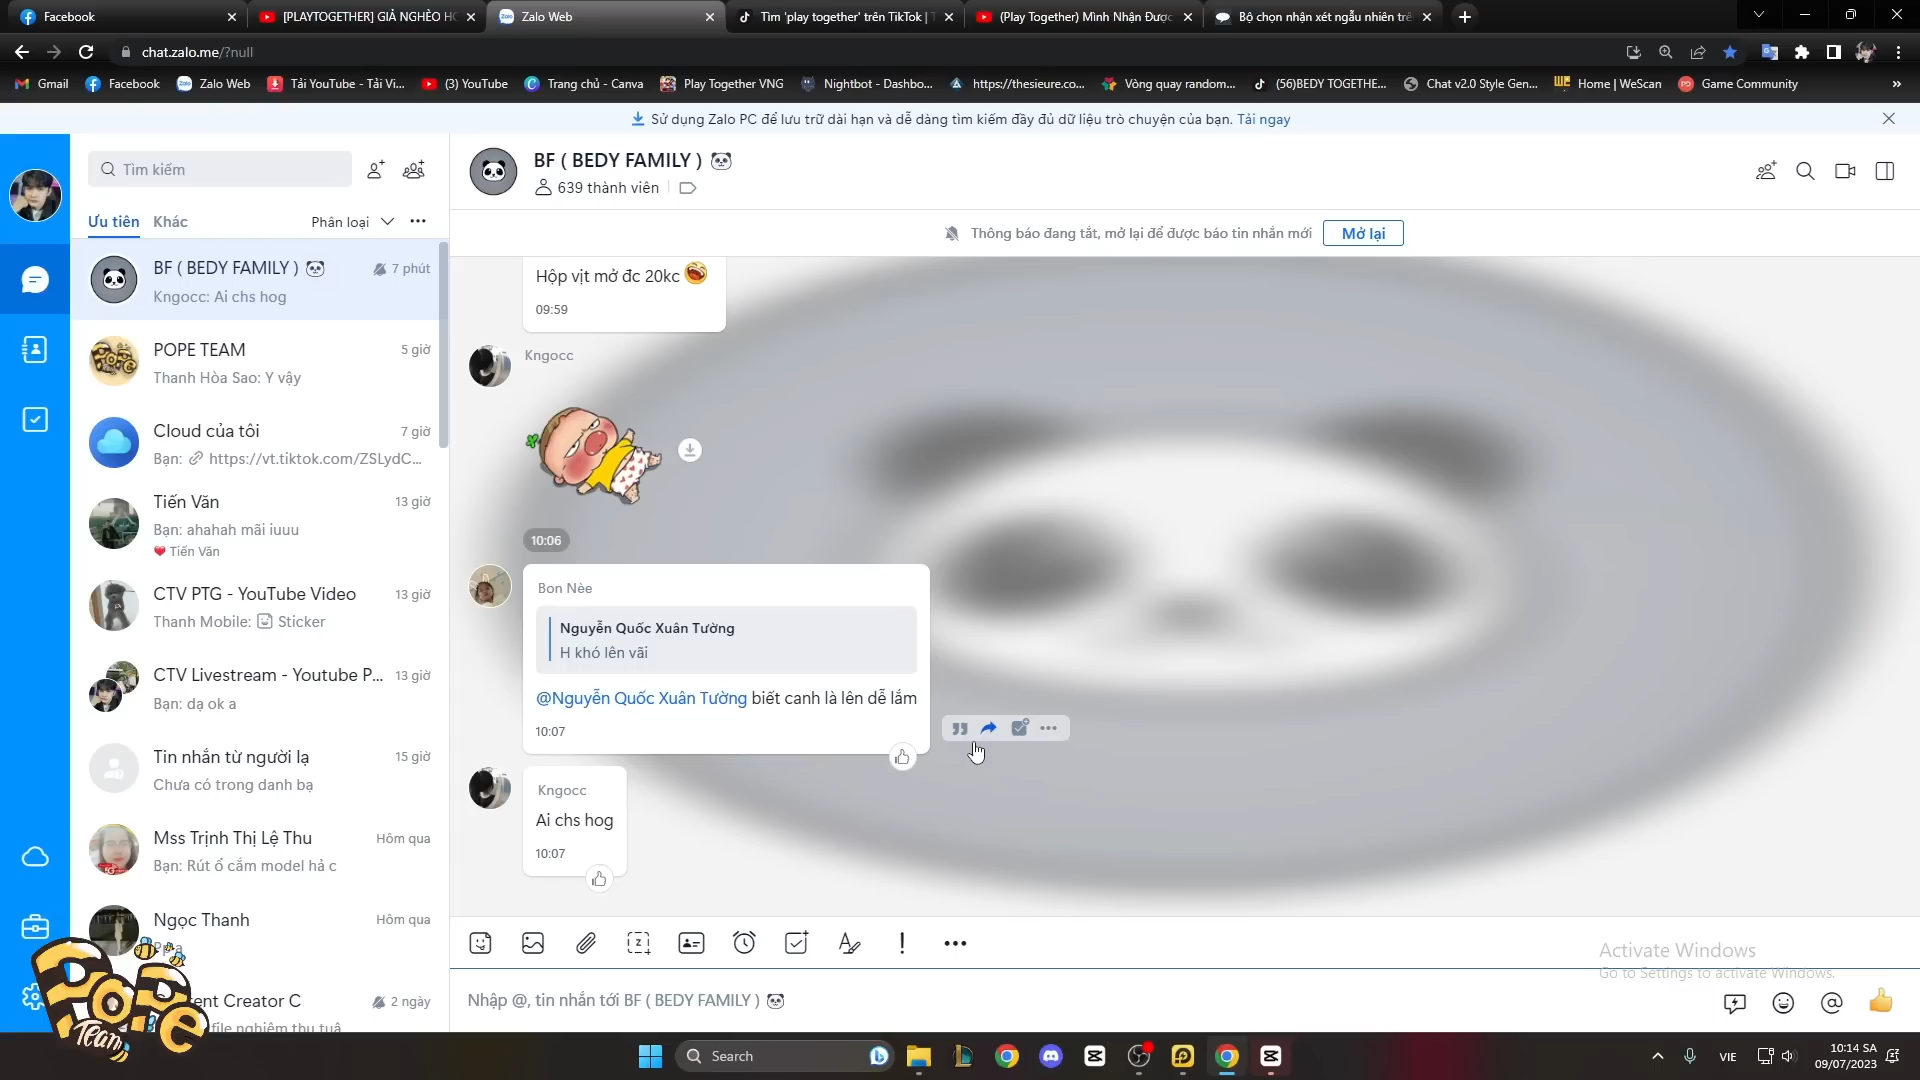 Facebook
[PLAYTOGETHER] GIẢ NGHÈO HỌ
Zalo Web
Tìm 'play together' trên TikTok | T
(Play Together) Mình Nhận Được
Bộ chọn nhận xét ngẫu nhiên trê
chat.zalo.me/?null
Gmail
Facebook
Zalo Web
Tải YouTube - Tải Vi...
(3) YouTube
Trang chủ - Canva
Play Together VNG
Nightbot - Dashbo...
https://thesieure.co...
Vòng quay random...
(56)BEDY TOGETHE...
Chat v2.0 Style Gen...
Home | WeScan
Game Community
Sử dụng Zalo PC để lưu trữ dài hạn và dễ dàng tìm kiếm đầy đủ dữ liệu trò chuyện của bạn. Tải ngay
Tìm kiếm
Ưu tiên
Khác
Phân loại
BF ( BEDY FAMILY )
7 phút
Kngocc: Ai chs hog
POPE TEAM
5 giờ
Thanh Hòa Sao: Y vậy
Cloud của tôi
7 giờ
Bạn: https://vt.tiktok.com/ZSLydC...
Tiến Văn
13 giờ
Bạn: ahahah mãi iuuu
Tiến Văn
CTV PTG - YouTube Video
13 giờ
Thanh Mobile: Sticker
CTV Livestream - Youtube P...
13 giờ
Bạn: dạ ok a
Tin nhắn từ người lạ
15 giờ
Chưa có trong danh bạ
Mss Trịnh Thị Lệ Thu
Hôm qua
Bạn: Rút ổ cắm model hả c
Ngọc Thanh
Hôm qua
ent Creator C
2 ngày
file nghiệm thu tuầ
PoPe
Team
BF ( BEDY FAMILY )
639 thành viên
Thông báo đang tắt, mở lại để được báo tin nhắn mới
Mở lại
Hộp vịt mở đc 20kc
09:59
Kngocc
10:06
Bon Nèe
Nguyễn Quốc Xuân Tường
H khó lên vãi
@Nguyễn Quốc Xuân Tường biết canh là lên dễ lắm
10:07
Kngocc
Ai chs hog
10:07
Nhập @, tin nhắn tới BF ( BEDY FAMILY )
Activate Windows
Go to Settings to activate Windows.
Search
VIE
10:14 SA
09/07/2023